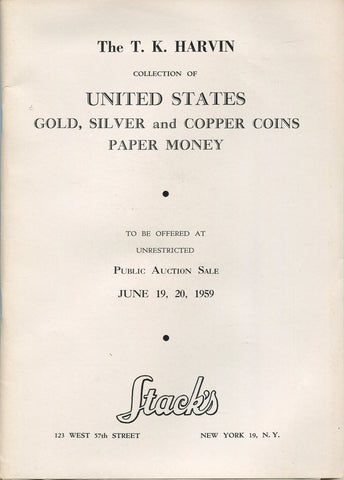 The T. K. HARVIN
COLLECTION OF
UNITED STATES
GOLD, SILVER and COPPER COINS
PAPER MONEY
TO BE OFFERED AT
UNRESTRICTED
PUBLIC AUCTION SALE
JUNE 19, 20, 1959
Stack's
123 WEST 57th STREET NEW YORK 19, N. Y.